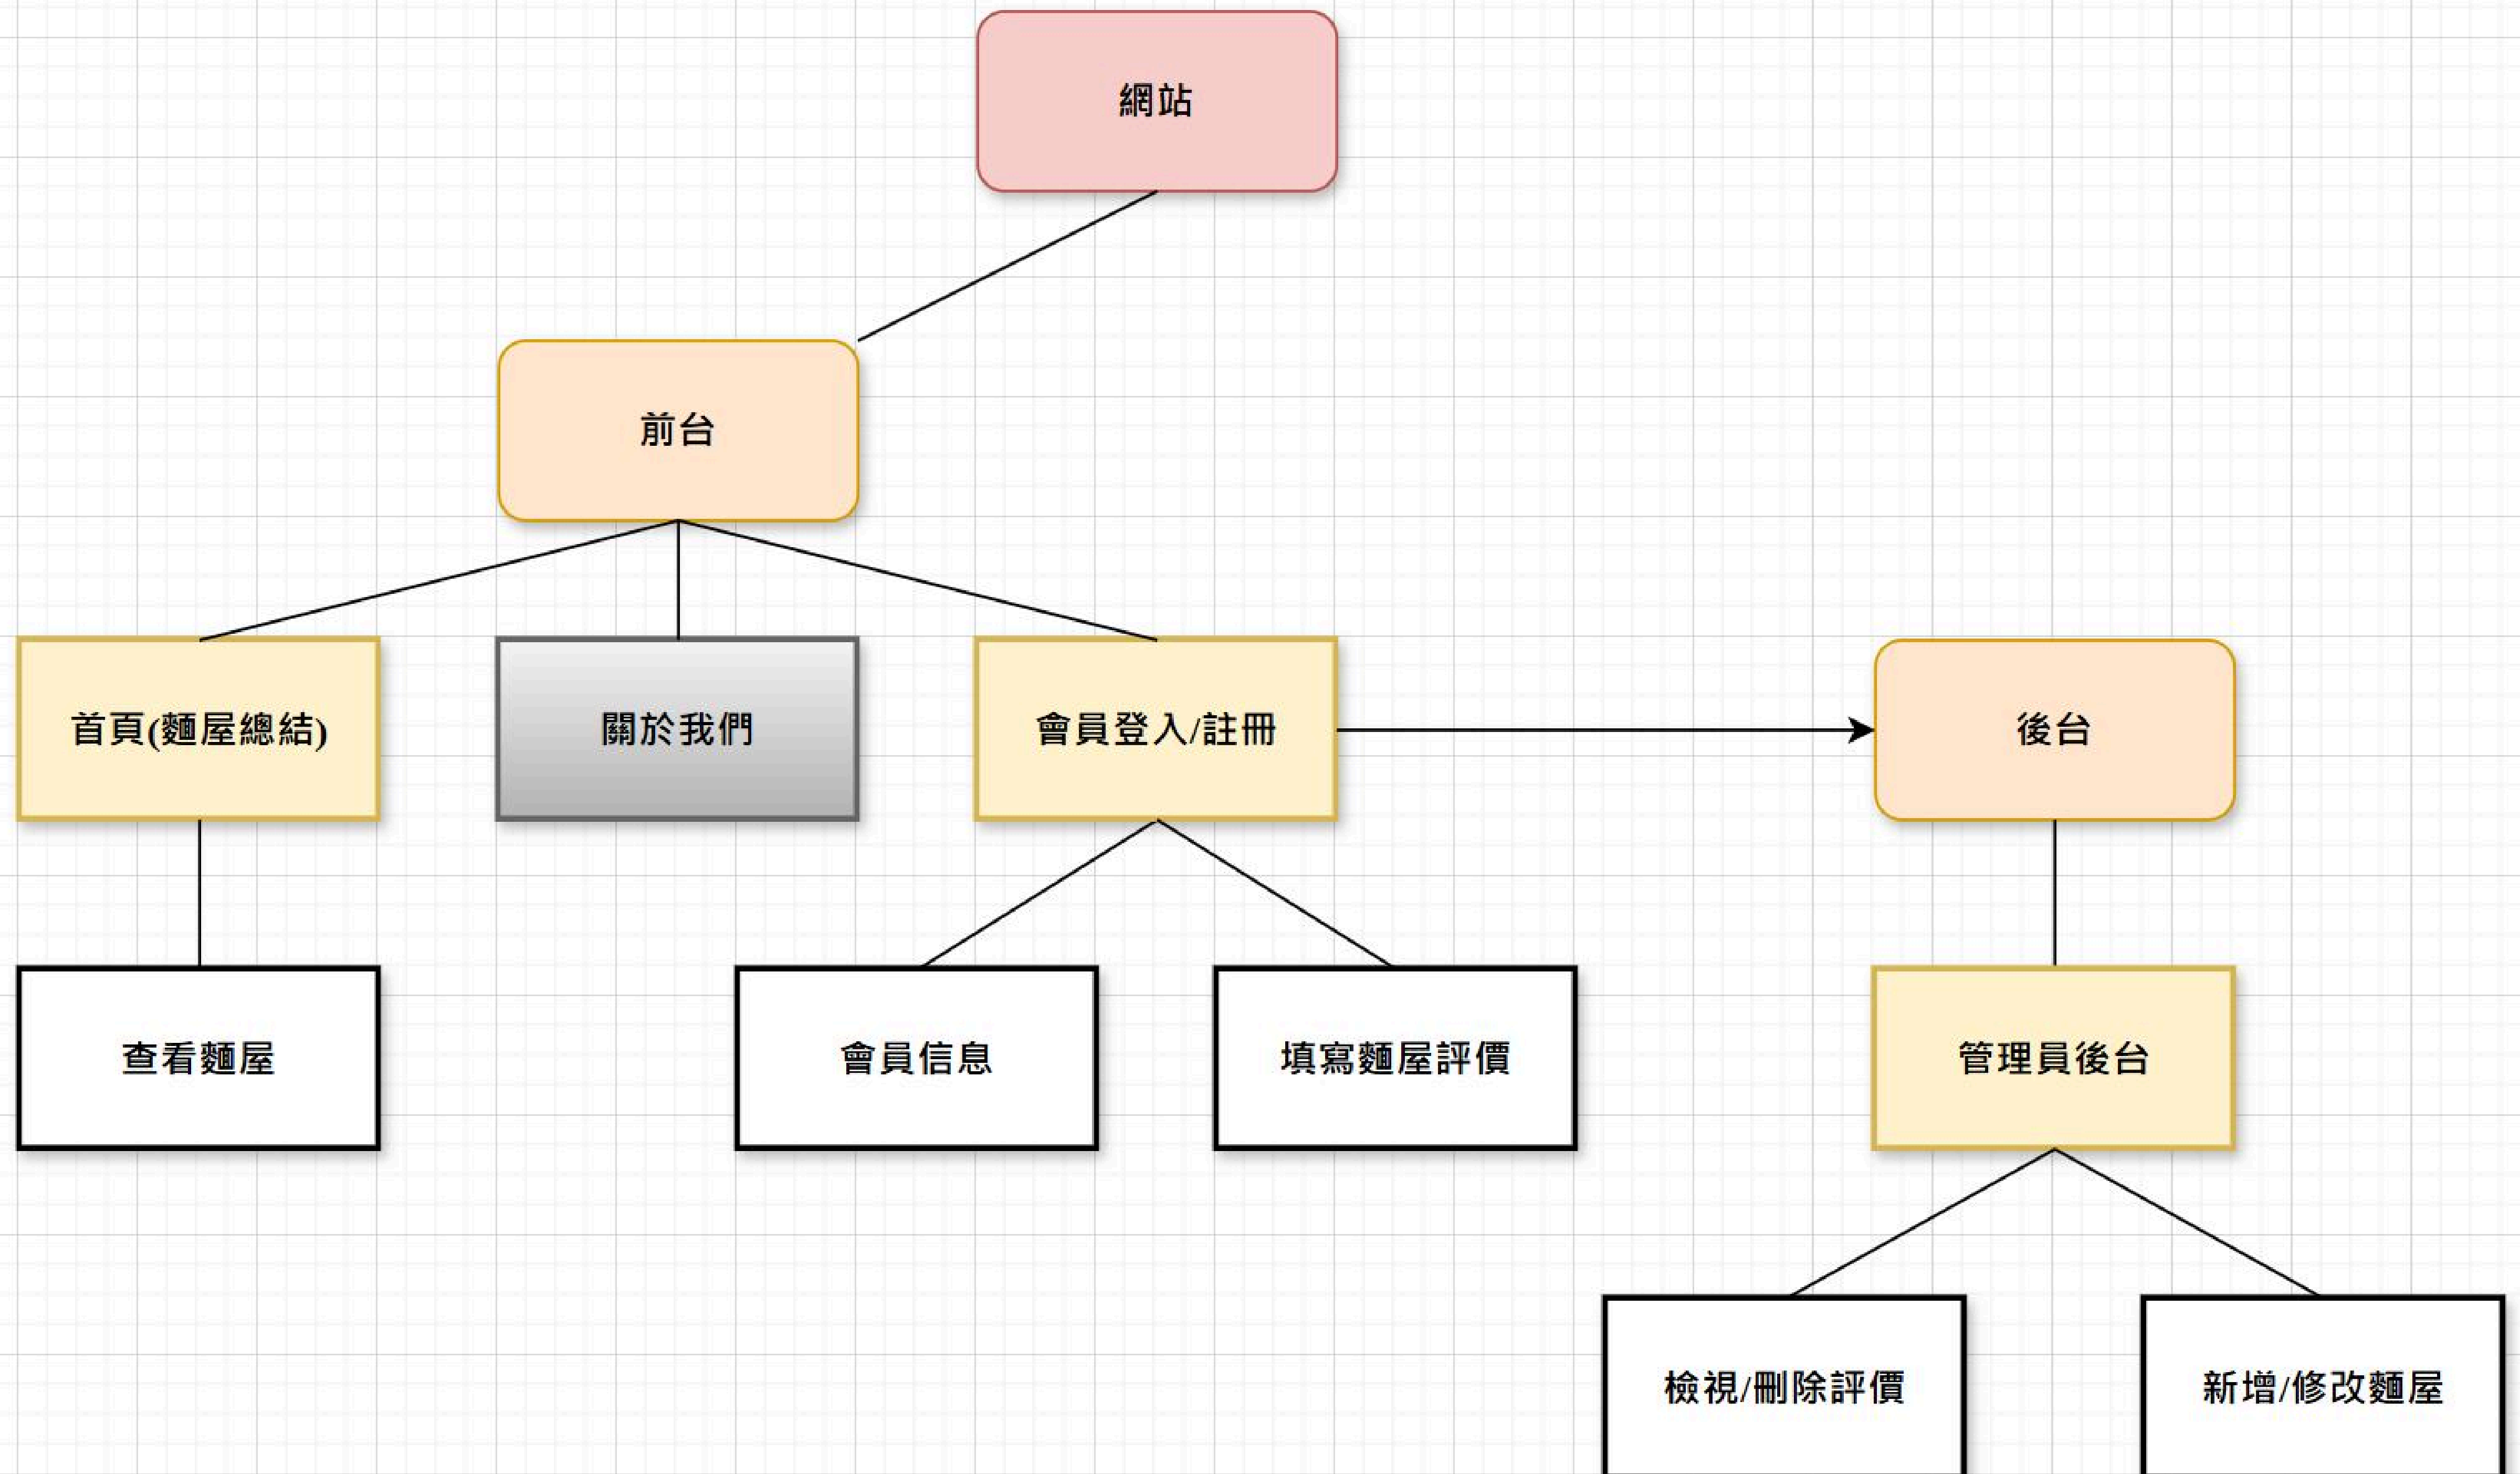 網站
前台
首頁(麵屋總結)
關於我們
會員登入/註冊
後台
查看麵屋
會員信息
填寫麵屋評價
管理員後台
檢視/刪除評價
新增/修改麵屋